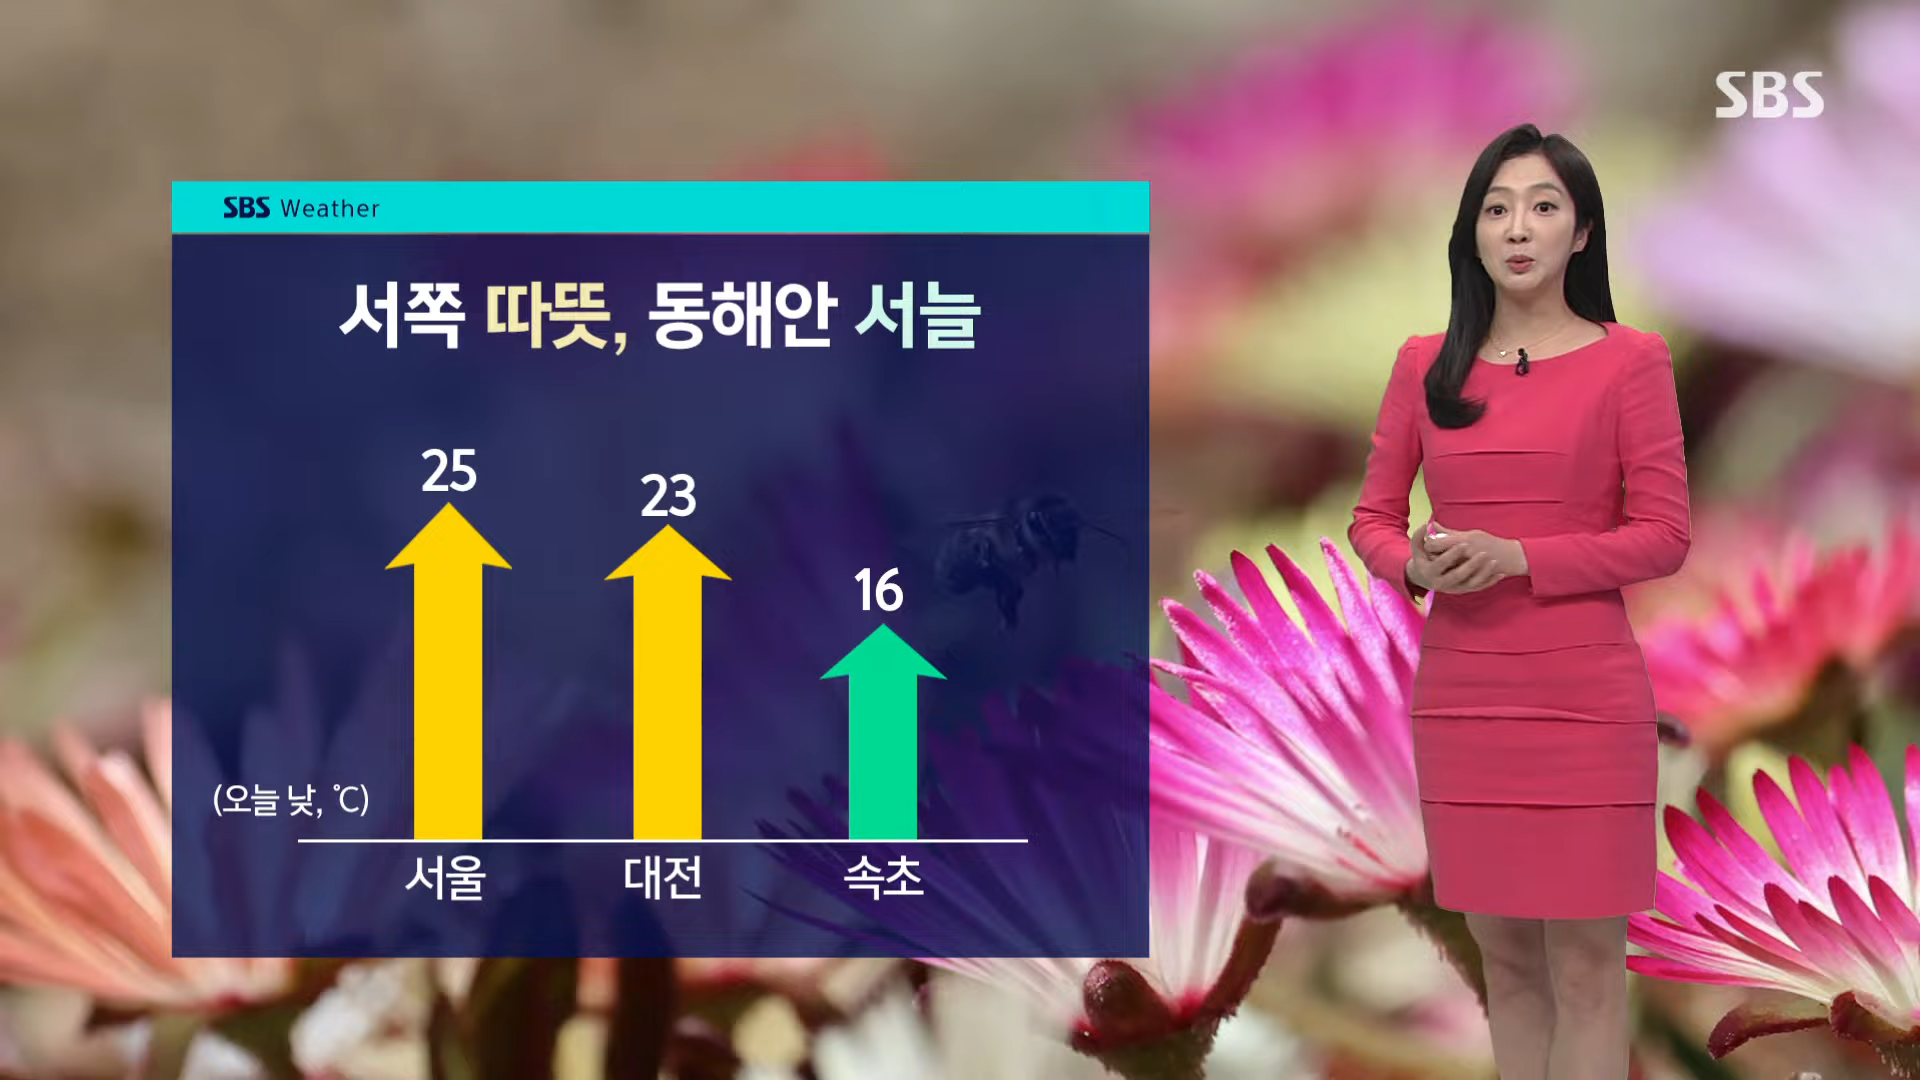 SBS
SBS Weather
서쪽 따뜻, 동해안 서늘
25
23
16
(오늘 낮, ℃)
서울
대전
속초